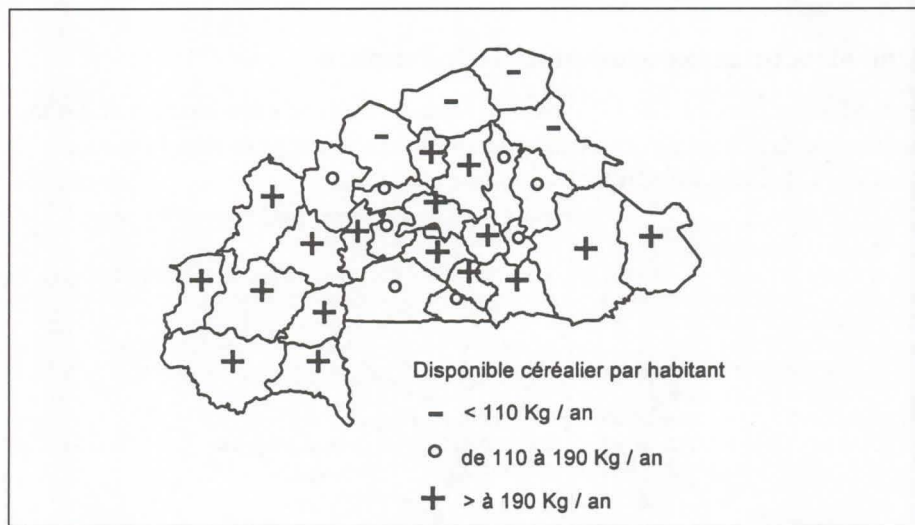 Disponible céréalier par habitant
- < 110 Kg / an
o de 110 à 190 Kg / an
+ > à 190 Kg / an